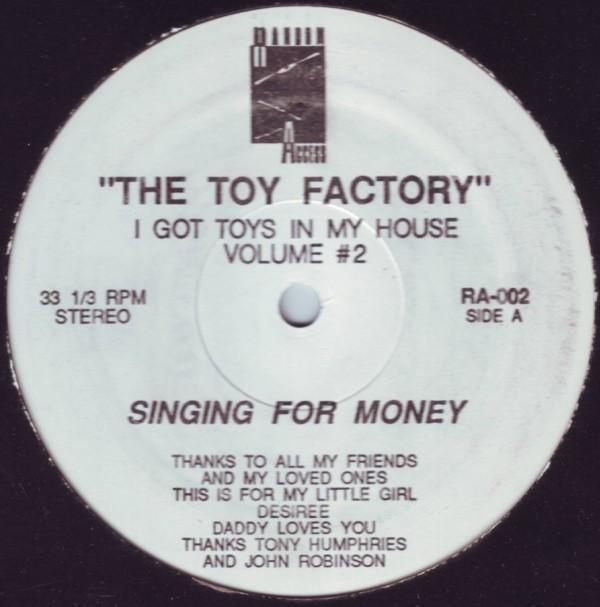 RANDOM
ACCESS
"THE TOY FACTORY"
I GOT TOYS IN MY HOUSE
VOLUME #2
33 1/3 RPM
STEREO
RA-002
SIDE A
SINGING FOR MONEY
THANKS TO ALL MY FRIENDS
AND MY LOVED ONES
THIS IS FOR MY LITTLE GIRL
DESIREE
DADDY LOVES YOU
THANKS TONY HUMPHRIES
AND JOHN ROBINSON